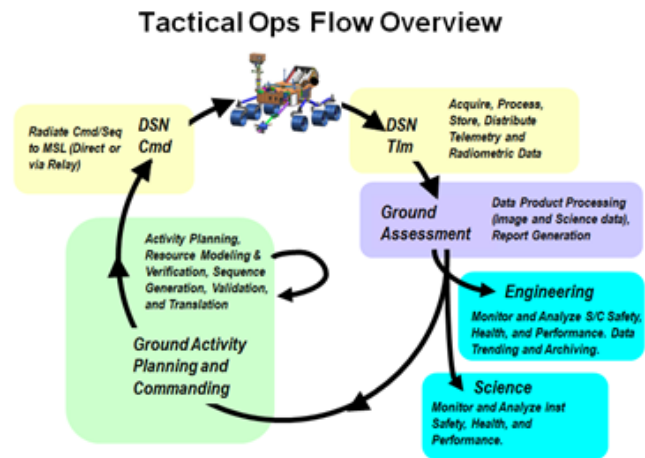 Tactical Ops Flow Overview
Radiate Cmd/Seq
to MSL (Direct or
via Relay)
DSN
Cmd
DSN
Tlm
Acquire, Process,
Store, Distribute
Telemetry and
Radiometric Data
Ground
Assessment
Data Product Processing
(Image and Science data),
Report Generation
Activity Planning,
Resource Modeling &
Verification, Sequence
Generation, Validation,
and Translation
Ground Activity
Planning and
Commanding
Engineering
Monitor and Analyze S/C Safety,
Health, and Performance. Data
Trending and Archiving.
Science
Monitor and Analyze Inst
Safety, Health, and
Performance.